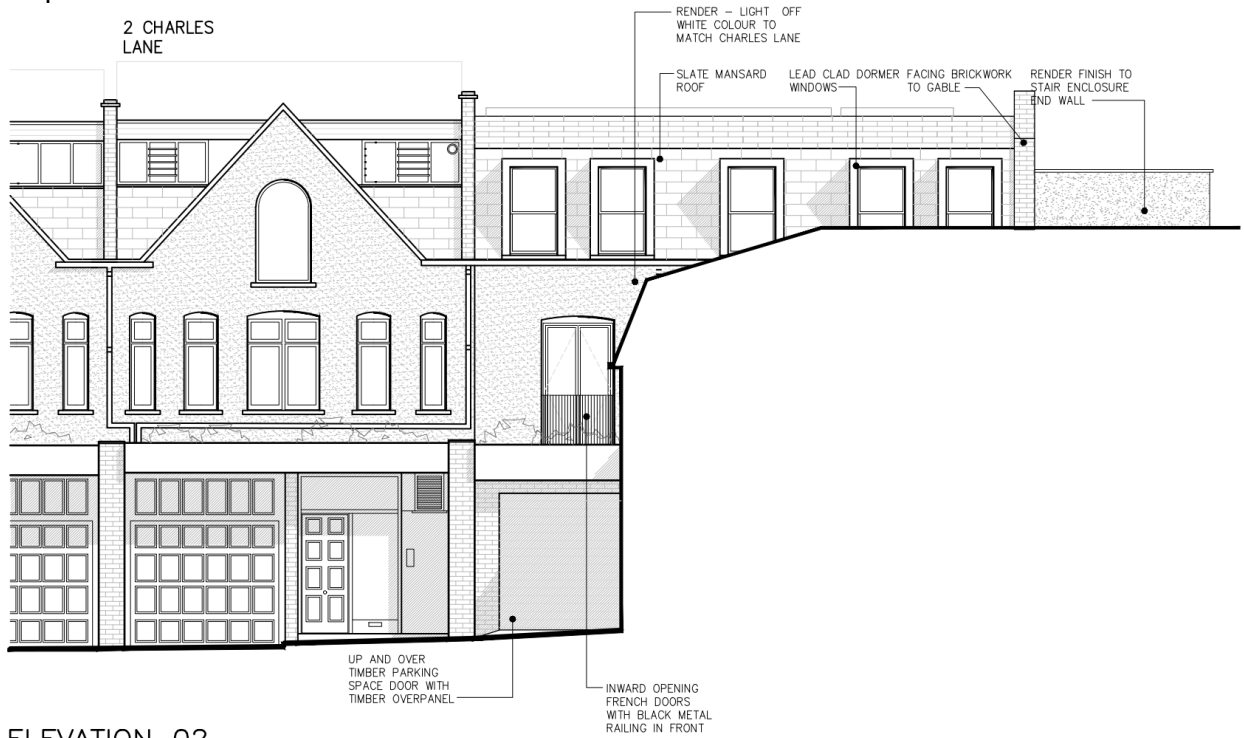 2 CHARLES
LANE
RENDER – LIGHT OFF
WHITE COLOUR TO
MATCH CHARLES LANE
SLATE MANSARD
ROOF
LEAD CLAD DORMER
WINDOWS
FACING BRICKWORK
TO GABLE
RENDER FINISH TO
STAIR ENCLOSURE
END WALL
UP AND OVER
TIMBER PARKING
SPACE DOOR WITH
TIMBER OVERPANEL
INWARD OPENING
FRENCH DOORS
WITH BLACK METAL
RAILING IN FRONT
ELEVATION 02